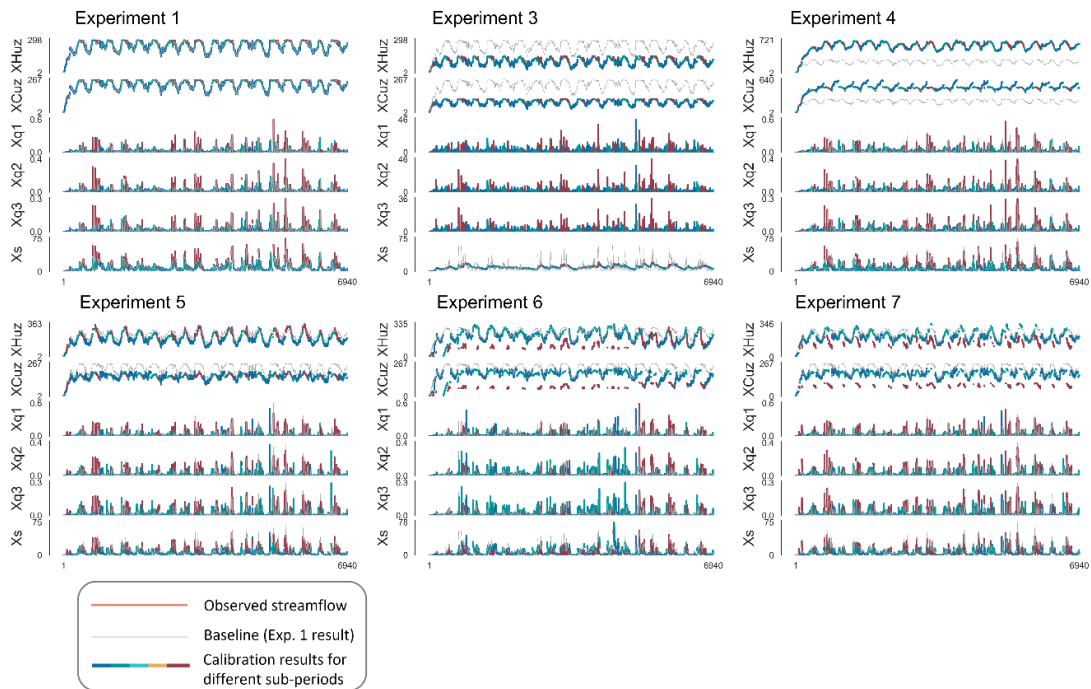 Experiment 1
XHuz 298 2
XCuz 267 2
Xq1 0.6 0.0
Xq2 0.4 0.0
Xq3 0.3 0.0
Xs 75 0
1 6940
Experiment 3
XHuz 298 2
XCuz 267 2
Xq1 48
Xq2 46
Xq3 36
Xs 75 0
1 6940
Experiment 4
XHuz 721 2
XCuz 640 2
Xq1 0.6 0.0
Xq2 0.4 0.0
Xq3 0.3 0.0
Xs 75 0
1 6940
Experiment 5
XHuz 363 2
XCuz 267 2
Xq1 0.6 0.0
Xq2 0.4 0.0
Xq3 0.3 0.0
Xs 75 0
1 6940
Experiment 6
XHuz 335 0
XCuz 267 0
Xq1 0.6 0.0
Xq2 0.4 0.0
Xq3 0.3 0.0
Xs 78 0
1 6940
Experiment 7
XHuz 346 0
XCuz 267 0
Xq1 0.6 0.0
Xq2 0.4 0.0
Xq3 0.3 0.0
Xs 75 0
1 6940
Observed streamflow
Baseline (Exp. 1 result)
Calibration results for
different sub-periods